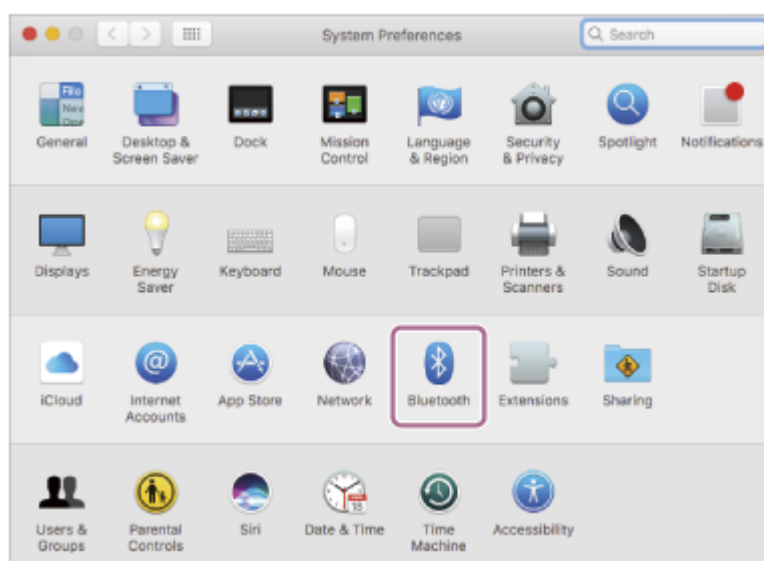 System Preferences
Search
File
New
General
Desktop &
Screen Saver
Dock
Mission
Control
Language
& Region
Security
& Privacy
Spotlight
Notifications
Displays
Energy
Saver
Keyboard
Mouse
Trackpad
Printers &
Scanners
Sound
Startup
Disk
iCloud
@
Internet
Accounts
App Store
Network
Bluetooth
Extensions
Sharing
Users &
Groups
Parental
Controls
Siri
18
Date & Time
Time
Machine
Accessibility